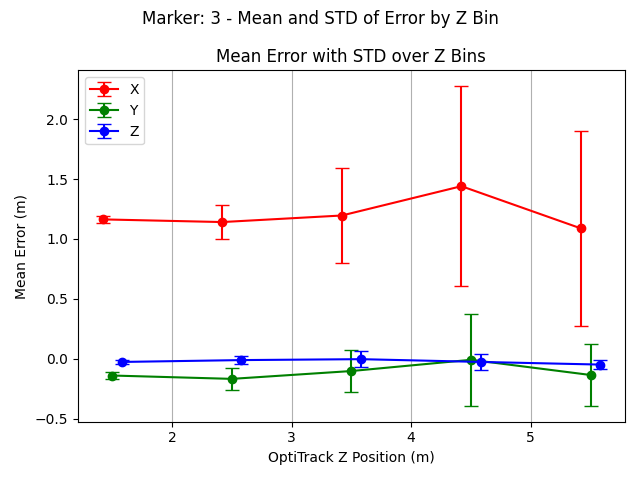 Marker: 3 - Mean and STD of Error by Z Bin
Mean Error with STD over Z Bins
X
Y
Z
Mean Error (m)
2.0
1.5
1.0
0.5
0.0
−0.5
2 3 4 5
OptiTrack Z Position (m)